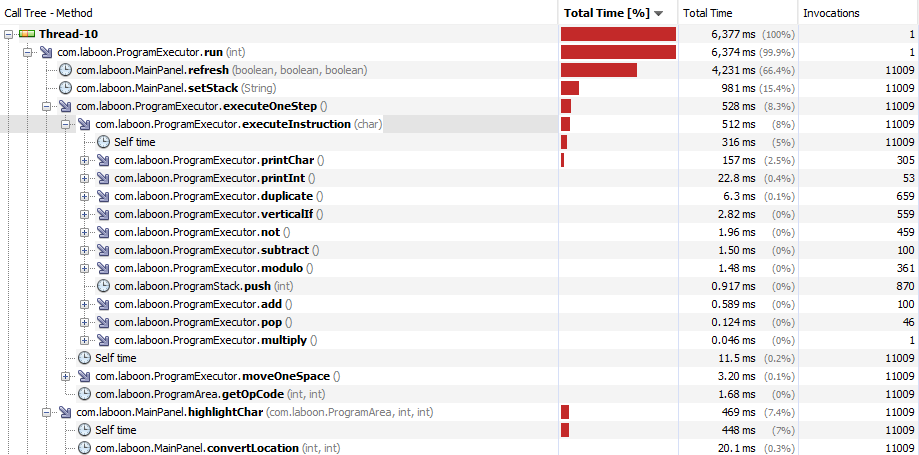 Call Tree - Method Total Time [%] Total Time Invocations
Thread-10 6,377 ms (100%) 1
com.laboon.ProgramExecutor.run (int) 6,374 ms (99.9%) 1
com.laboon.MainPanel.refresh (boolean, boolean, boolean) 4,231 ms (66.4%) 11009
com.laboon.MainPanel.setStack (String) 981 ms (15.4%) 11009
com.laboon.ProgramExecutor.executeOneStep () 528 ms (8.3%) 11009
com.laboon.ProgramExecutor.executeInstruction (char) 512 ms (8%) 11009
Self time 316 ms (5%) 11009
com.laboon.ProgramExecutor.printChar () 157 ms (2.5%) 305
com.laboon.ProgramExecutor.printInt () 22.8 ms (0.4%) 53
com.laboon.ProgramExecutor.duplicate () 6.3 ms (0.1%) 659
com.laboon.ProgramExecutor.verticalIf () 2.82 ms (0%) 559
com.laboon.ProgramExecutor.not () 1.96 ms (0%) 459
com.laboon.ProgramExecutor.subtract () 1.50 ms (0%) 100
com.laboon.ProgramExecutor.modulo () 1.48 ms (0%) 361
com.laboon.ProgramStack.push (int) 0.917 ms (0%) 870
com.laboon.ProgramExecutor.add () 0.589 ms (0%) 100
com.laboon.ProgramExecutor.pop () 0.124 ms (0%) 46
com.laboon.ProgramExecutor.multiply () 0.046 ms (0%) 1
Self time 11.5 ms (0.2%) 11009
com.laboon.ProgramExecutor.moveOneSpace () 3.20 ms (0.1%) 11009
com.laboon.ProgramArea.getOpCode (int, int) 1.68 ms (0%) 11009
com.laboon.MainPanel.highlightChar (com.laboon.ProgramArea, int, int) 469 ms (7.4%) 11009
Self time 448 ms (7%) 11009
com.laboon.MainPanel.convertLocation (int, int) 20.1 ms (0.3%) 11009